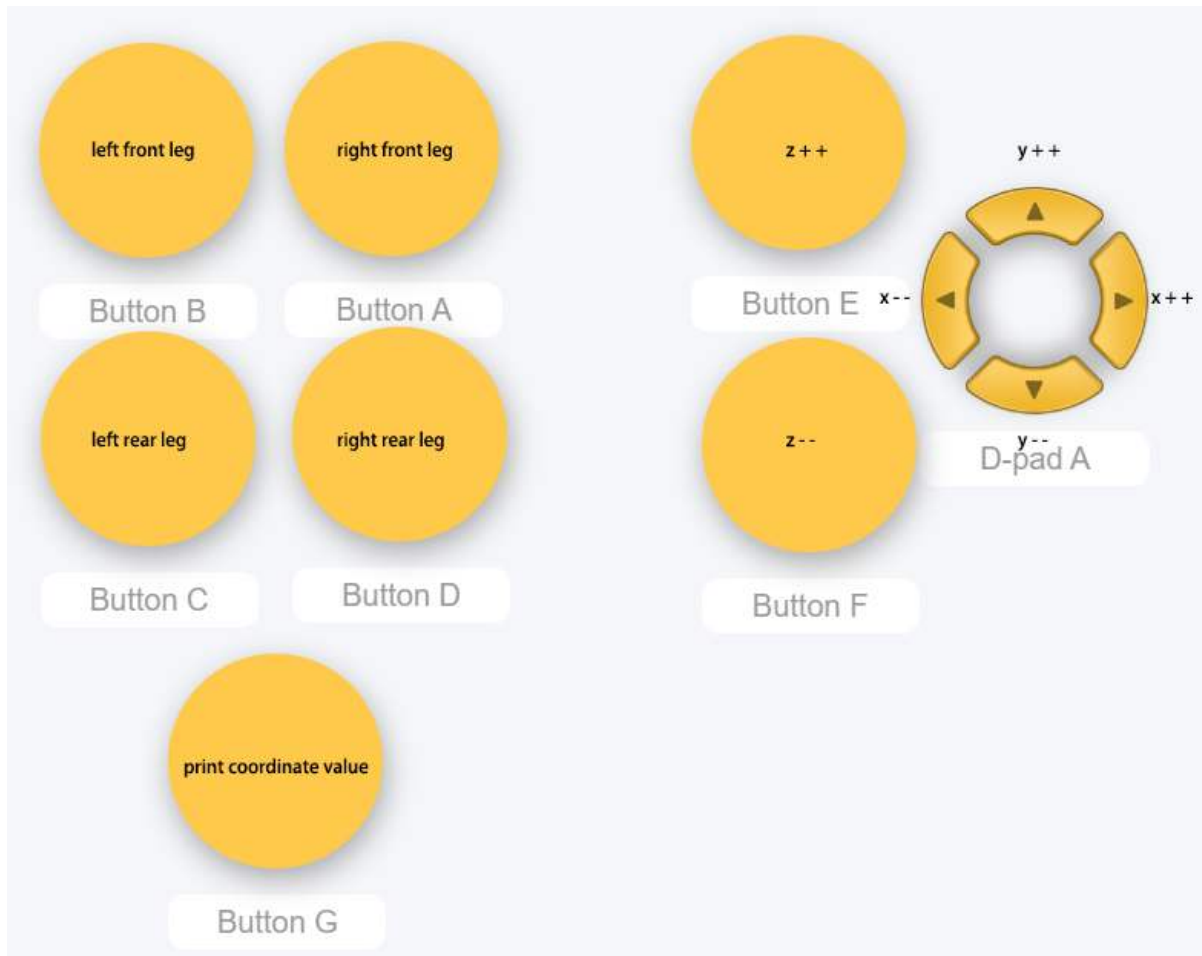 left front leg
right front leg
z + +
y + +
Button B
Button A
Button E
x - -
x + +
left rear leg
right rear leg
z - -
y - -
D-pad A
Button C
Button D
Button F
print coordinate value
Button G